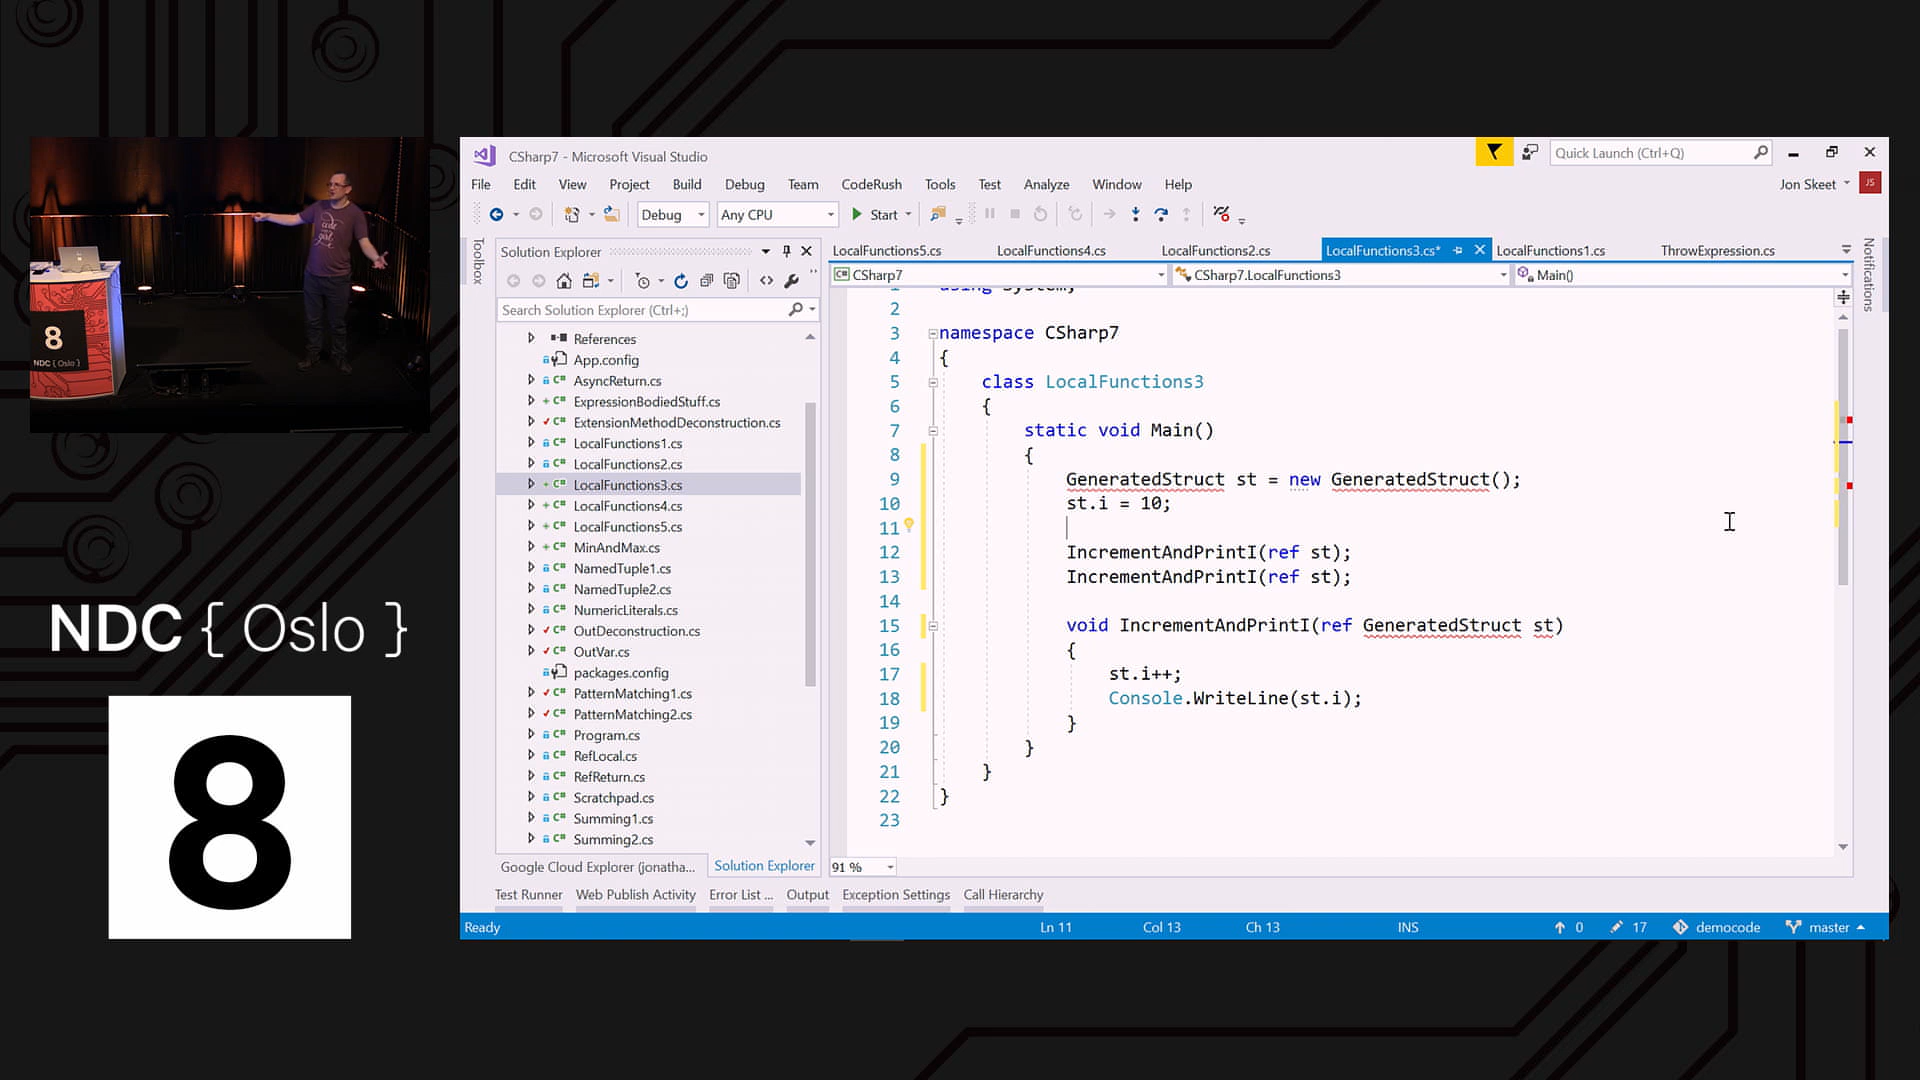 CSharp7 - Microsoft Visual Studio
Quick Launch (Ctrl+Q)
File Edit View Project Build Debug Team CodeRush Tools Test Analyze Window Help
Jon Skeet JS
Debug Any CPU Start
Toolbox
Solution Explorer
Search Solution Explorer (Ctrl+;)
References
App.config
AsyncReturn.cs
ExpressionBodiedStuff.cs
ExtensionMethodDeconstruction.cs
LocalFunctions1.cs
LocalFunctions2.cs
LocalFunctions3.cs
LocalFunctions4.cs
LocalFunctions5.cs
MinAndMax.cs
NamedTuple1.cs
NamedTuple2.cs
NumericLiterals.cs
OutDeconstruction.cs
OutVar.cs
packages.config
PatternMatching1.cs
PatternMatching2.cs
Program.cs
RefLocal.cs
RefReturn.cs
Scratchpad.cs
Summing1.cs
Summing2.cs
Google Cloud Explorer (jonatha... Solution Explorer
LocalFunctions5.cs LocalFunctions4.cs LocalFunctions2.cs LocalFunctions3.cs* LocalFunctions1.cs ThrowExpression.cs
CSharp7 CSharp7.LocalFunctions3 Main()
Notifications
1 using System;
2
3 namespace CSharp7
4 {
5 class LocalFunctions3
6 {
7 static void Main()
8 {
9 GeneratedStruct st = new GeneratedStruct();
10 st.i = 10;
11
12 IncrementAndPrintI(ref st);
13 IncrementAndPrintI(ref st);
14
15 void IncrementAndPrintI(ref GeneratedStruct st)
16 {
17 st.i++;
18 Console.WriteLine(st.i);
19 }
20 }
21 }
22 }
23
91 %
Test Runner Web Publish Activity Error List ... Output Exception Settings Call Hierarchy
Ready Ln 11 Col 13 Ch 13 INS 0 17 democode master
8
NDC { Oslo }
NDC { Oslo }
8